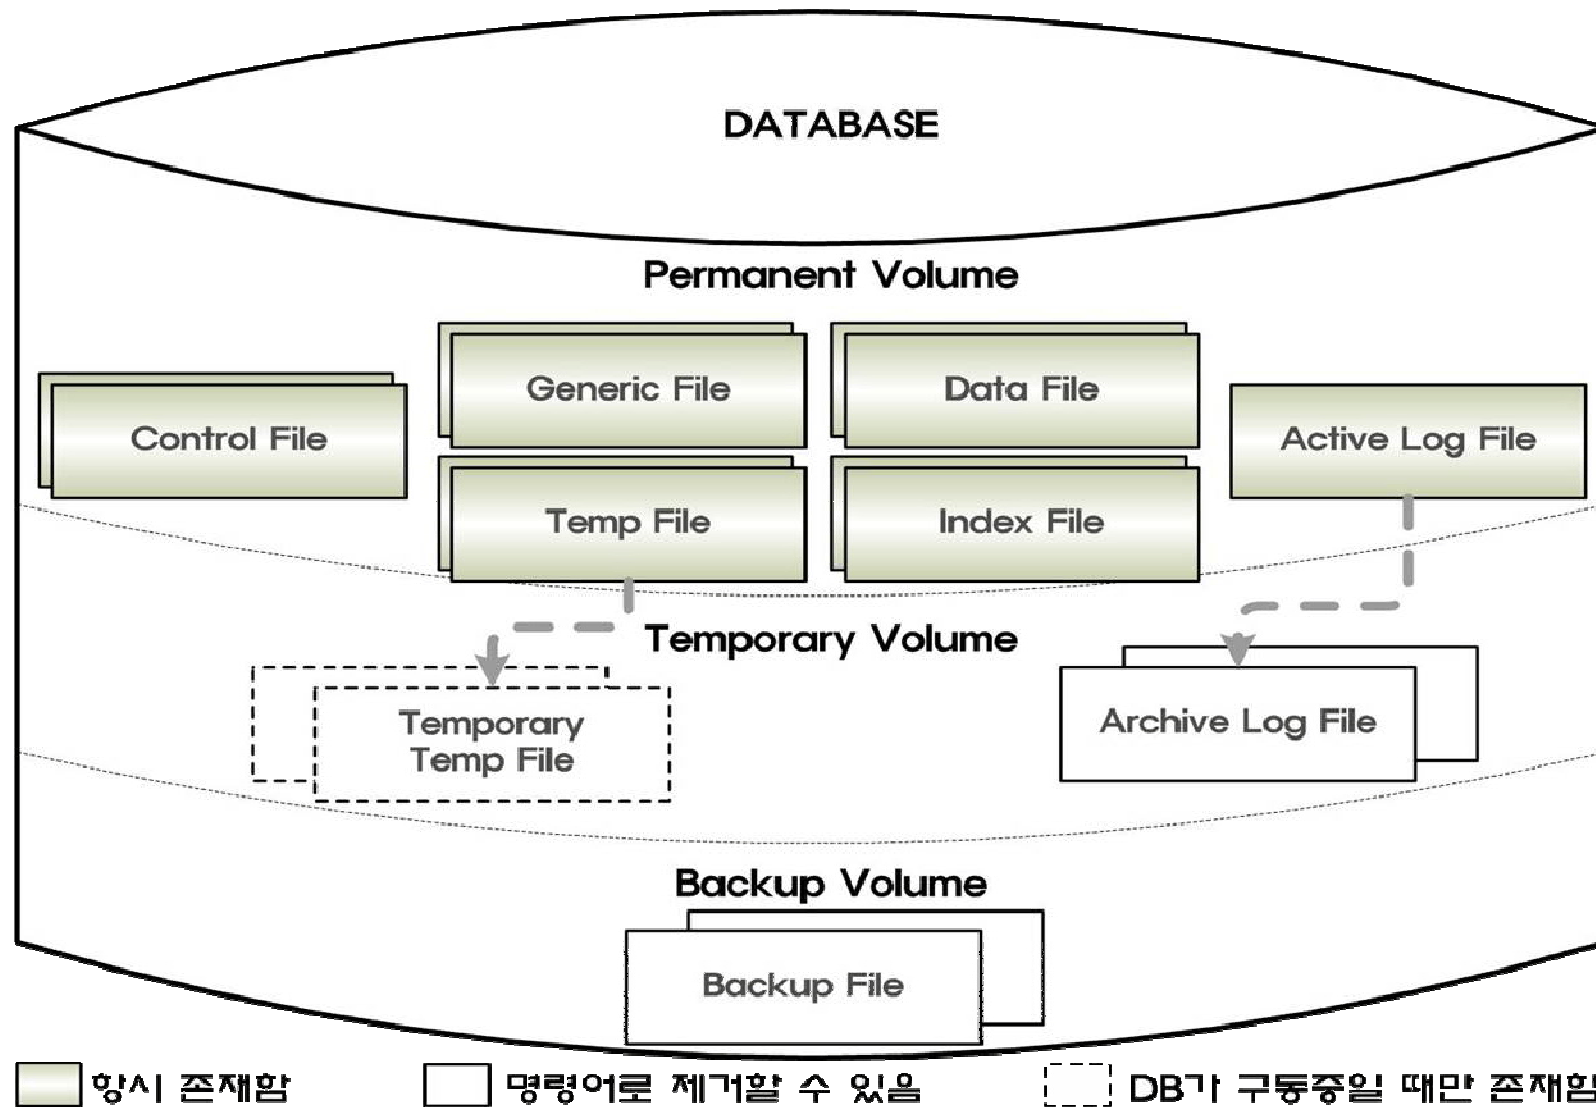 DATABASE
Permanent Volume
Generic File
Data File
Control File
Active Log File
Temp File
Index File
Temporary Volume
Temporary
Temp File
Archive Log File
Backup Volume
Backup File
항시 존재함
명령어로 제거할 수 있음
DB가 구동중일 때만 존재함